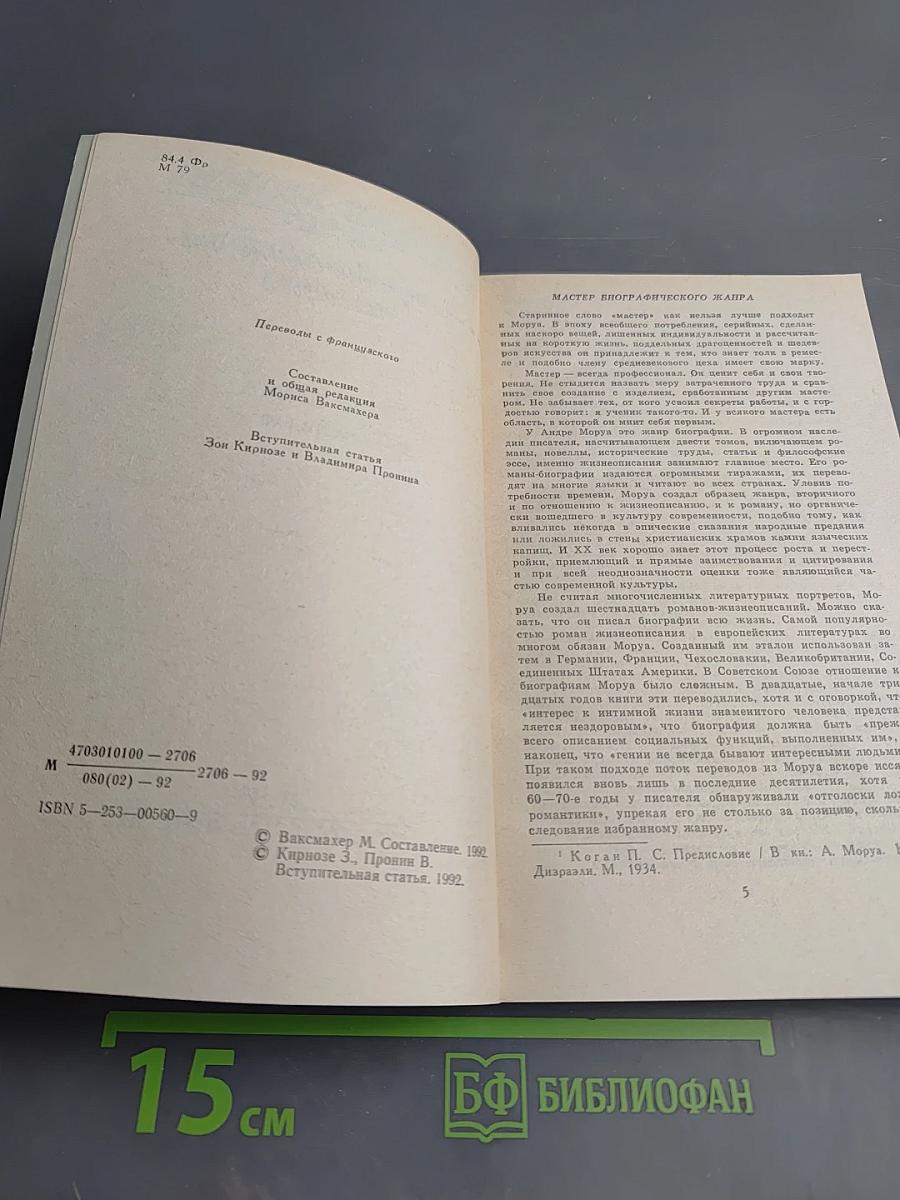 84.4 Фр
М 79
Переводы с французского
Составление
и общая редакция
Мориса Ваксмахера
Вступительная статья
Зои Кирнозе и Владимира Пронина
М 4703010100 — 2706
080(02) — 92
2706 — 92
ISBN 5—253—00560—9
© Ваксмахер М. Составление. 1992
© Кирнозе З., Пронин В.
Вступительная статья. 1992.
МАСТЕР БИОГРАФИЧЕСКОГО ЖАНРА
Старинное слово «мастер» как нельзя лучше подходит
к Моруа. В эпоху всеобщего потребления, серийных, сделан-
ных наскоро вещей, лишенных индивидуальности и рассчитан-
ных на короткую жизнь, поддельных драгоценностей и шедев-
ров искусства он принадлежит к тем, кто знает толк в ремес-
ле и подобно члену средневекового цеха имеет свою марку.
Мастер — всегда профессионал. Он ценит себя и свои тво-
рения. Не стыдится назвать меру затраченного труда и срав-
нить свое создание с изделием, сработанным другим масте-
ром. Не забывает тех, от кого усвоил секреты работы, и с гор-
достью говорит: я ученик такого-то. И у всякого мастера есть
область, в которой он мнит себя первым.
У Андре Моруа это жанр биографии. В огромном насле-
дии писателя, насчитывающем двести томов, включающем ро-
маны, новеллы, исторические труды, статьи и философские
эссе, именно жизнеописания занимают главное место. Его ро-
маны-биографии издаются огромными тиражами, их перево-
дят на многие языки и читают во всех странах. Уловив по-
требности времени, Моруа создал образец жанра, вторичного
и по отношению к жизнеописанию, и к роману, но органиче-
ски вошедшего в культуру современности, подобно тому, как
вливались некогда в эпические сказания народные предания
или ложились в стены христианских храмов камни языческих
капищ. И XX век хорошо знает этот процесс роста и перест-
ройки, приемлющий и прямые заимствования и цитирования
и при всей неоднозначности оценки тоже являющийся ча-
стью современной культуры.
Не считая многочисленных литературных портретов, Мо-
руа создал шестнадцать романов-жизнеописаний. Можно ска-
зать, что он писал биографии всю жизнь. Самой популярно-
стью роман жизнеописания в европейских литературах во
многом обязан Моруа. Созданный им эталон использован за-
тем в Германии, Франции, Чехословакии, Великобритании, Со-
единенных Штатах Америки. В Советском Союзе отношение к
биографиям Моруа было сложным. В двадцатые, начале три-
дцатых годов книги эти переводились, хотя и с оговоркой, чт
«интерес к интимной жизни знаменитого человека предста
ляется нездоровым», что биография должна быть «преж
всего описанием социальных функций, выполненных им»,
наконец, что «гении не всегда бывают интересными людьми
При таком подходе поток переводов из Моруа вскоре исся
появился вновь лишь в последние десятилетия, хотя
60—70-е годы у писателя обнаруживали «отголоски ло
романтики», упрекая его не столько за позицию, сколь
следование избранному жанру.
¹ Коган П. С. Предисловие / В кн.: А. Моруа.
Дизраэли. М., 1934.
5
15 см
БФ БИБЛИОФАН